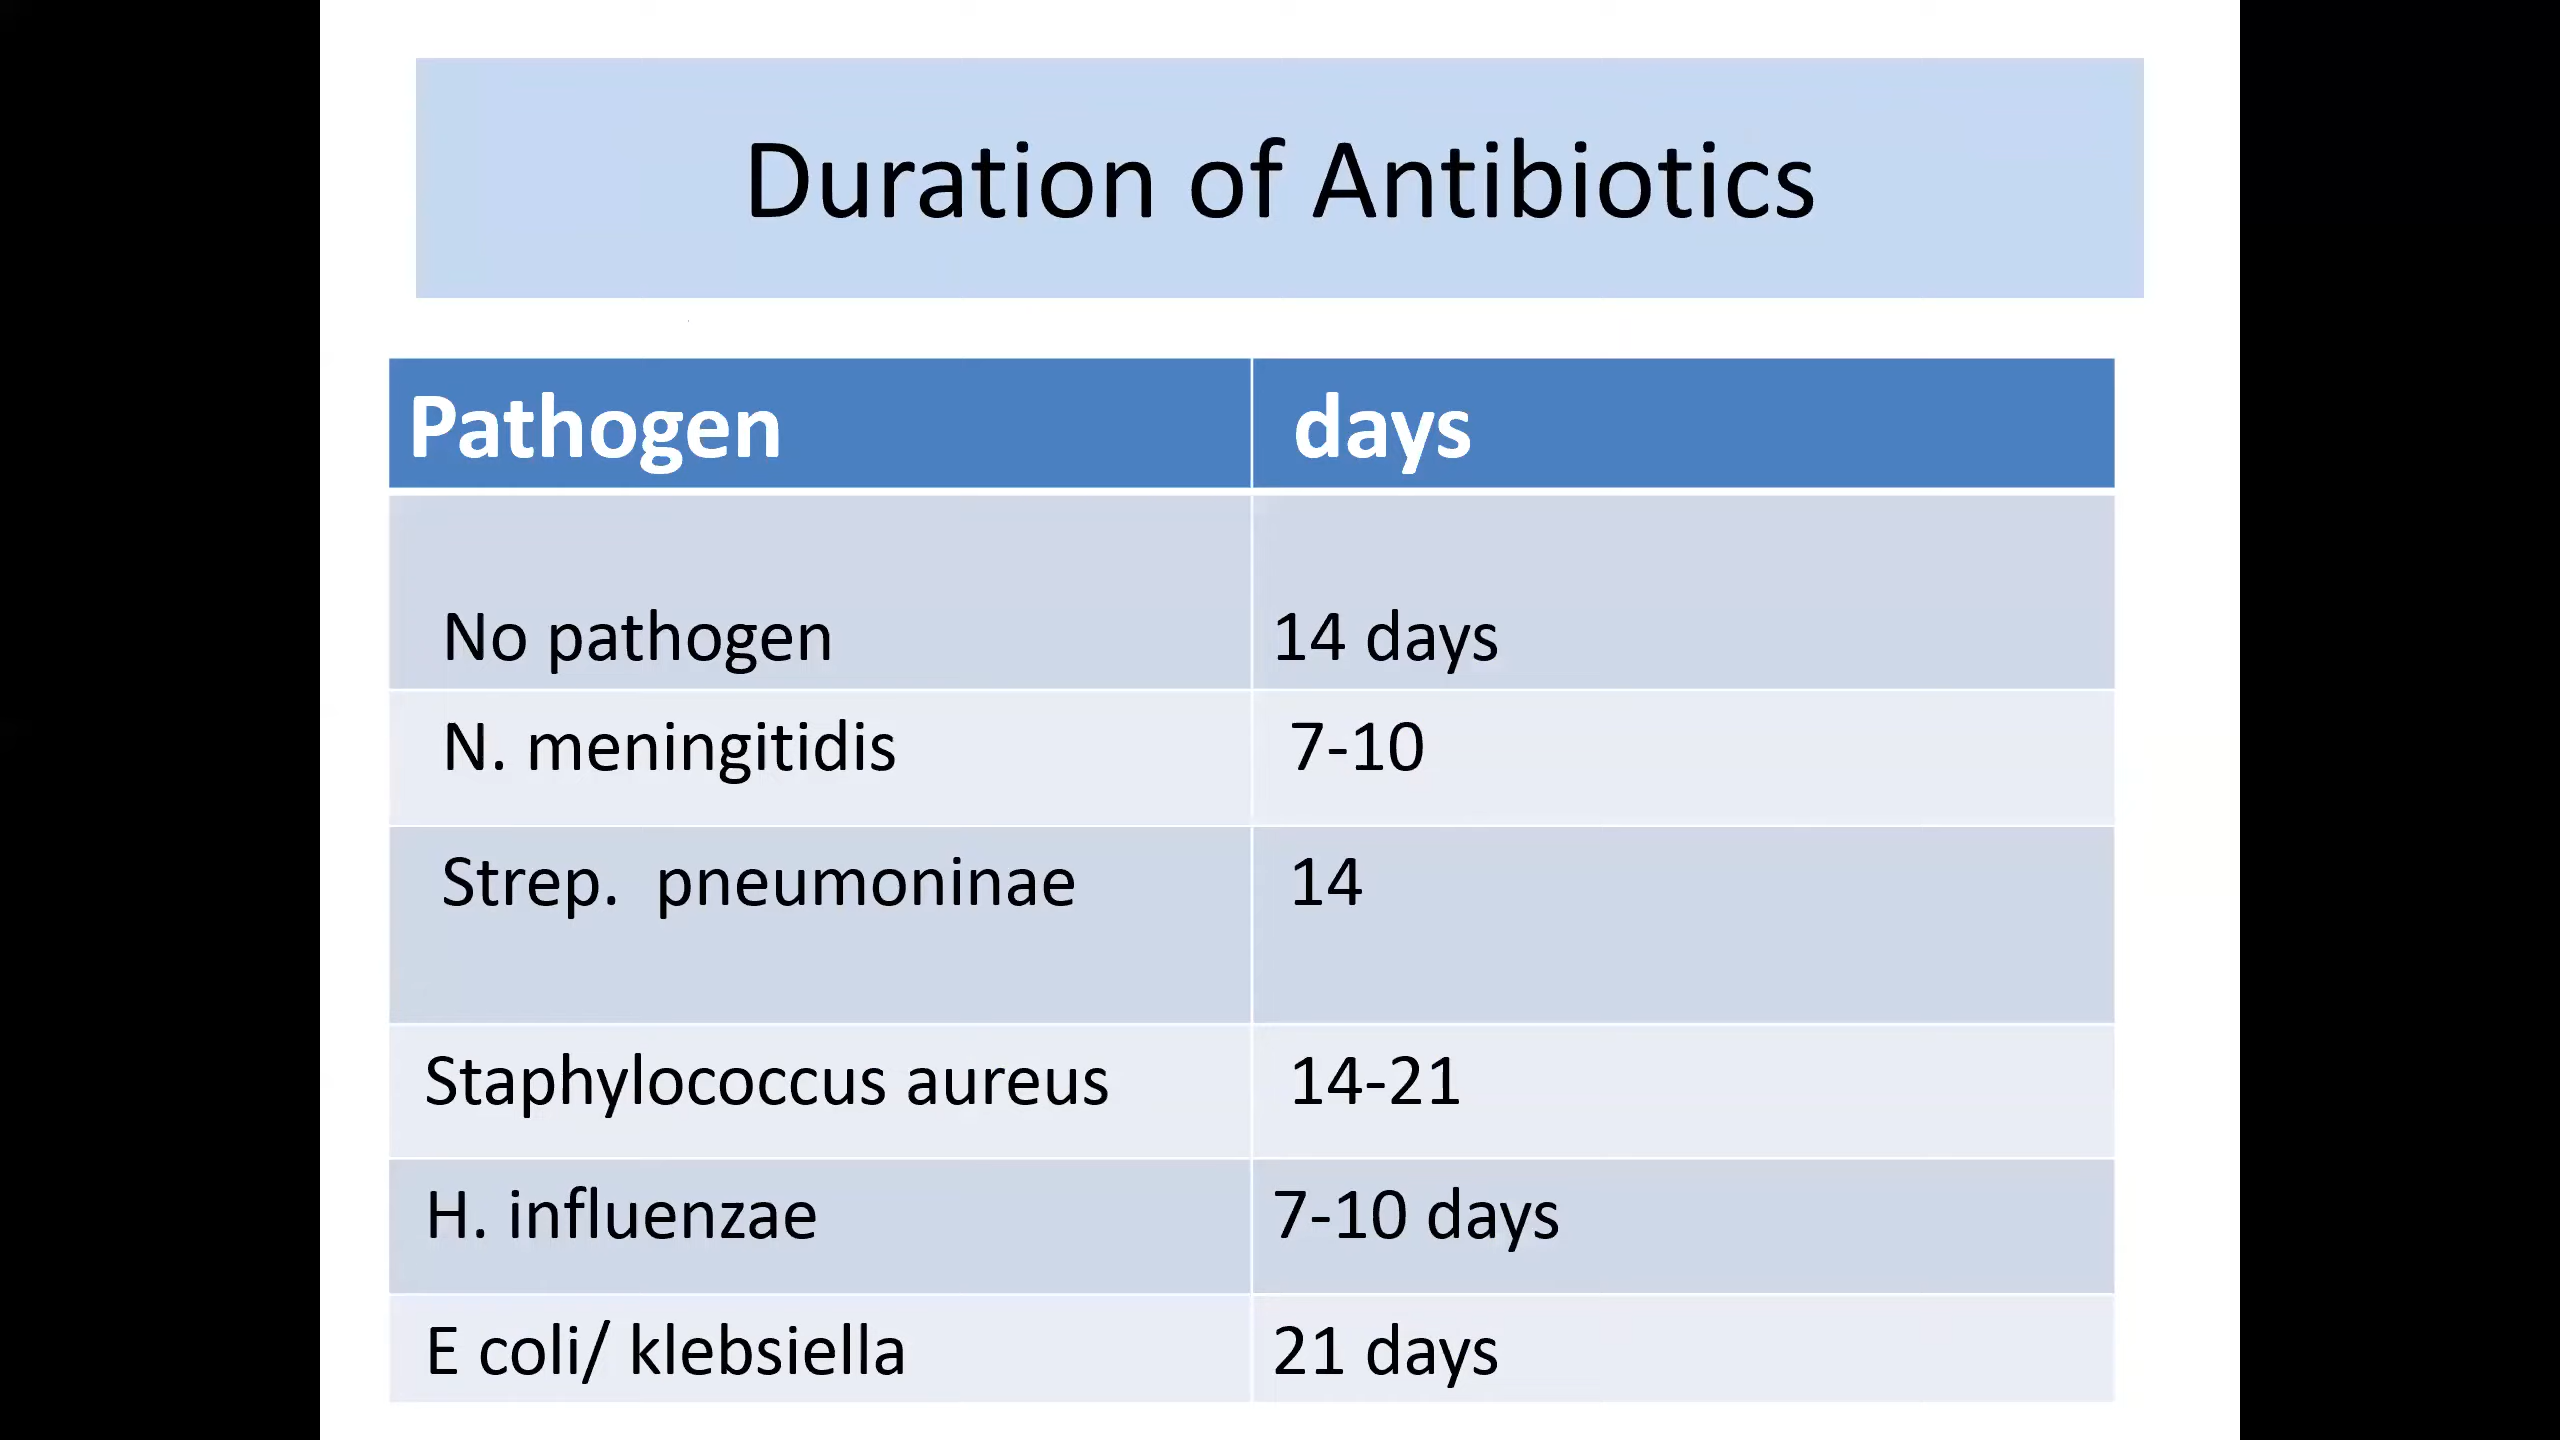 Duration of Antibiotics
Pathogen days
No pathogen 14 days
N. meningitidis 7-10
Strep. pneumoninae 14
Staphylococcus aureus 14-21
H. influenzae 7-10 days
E coli/ klebsiella 21 days